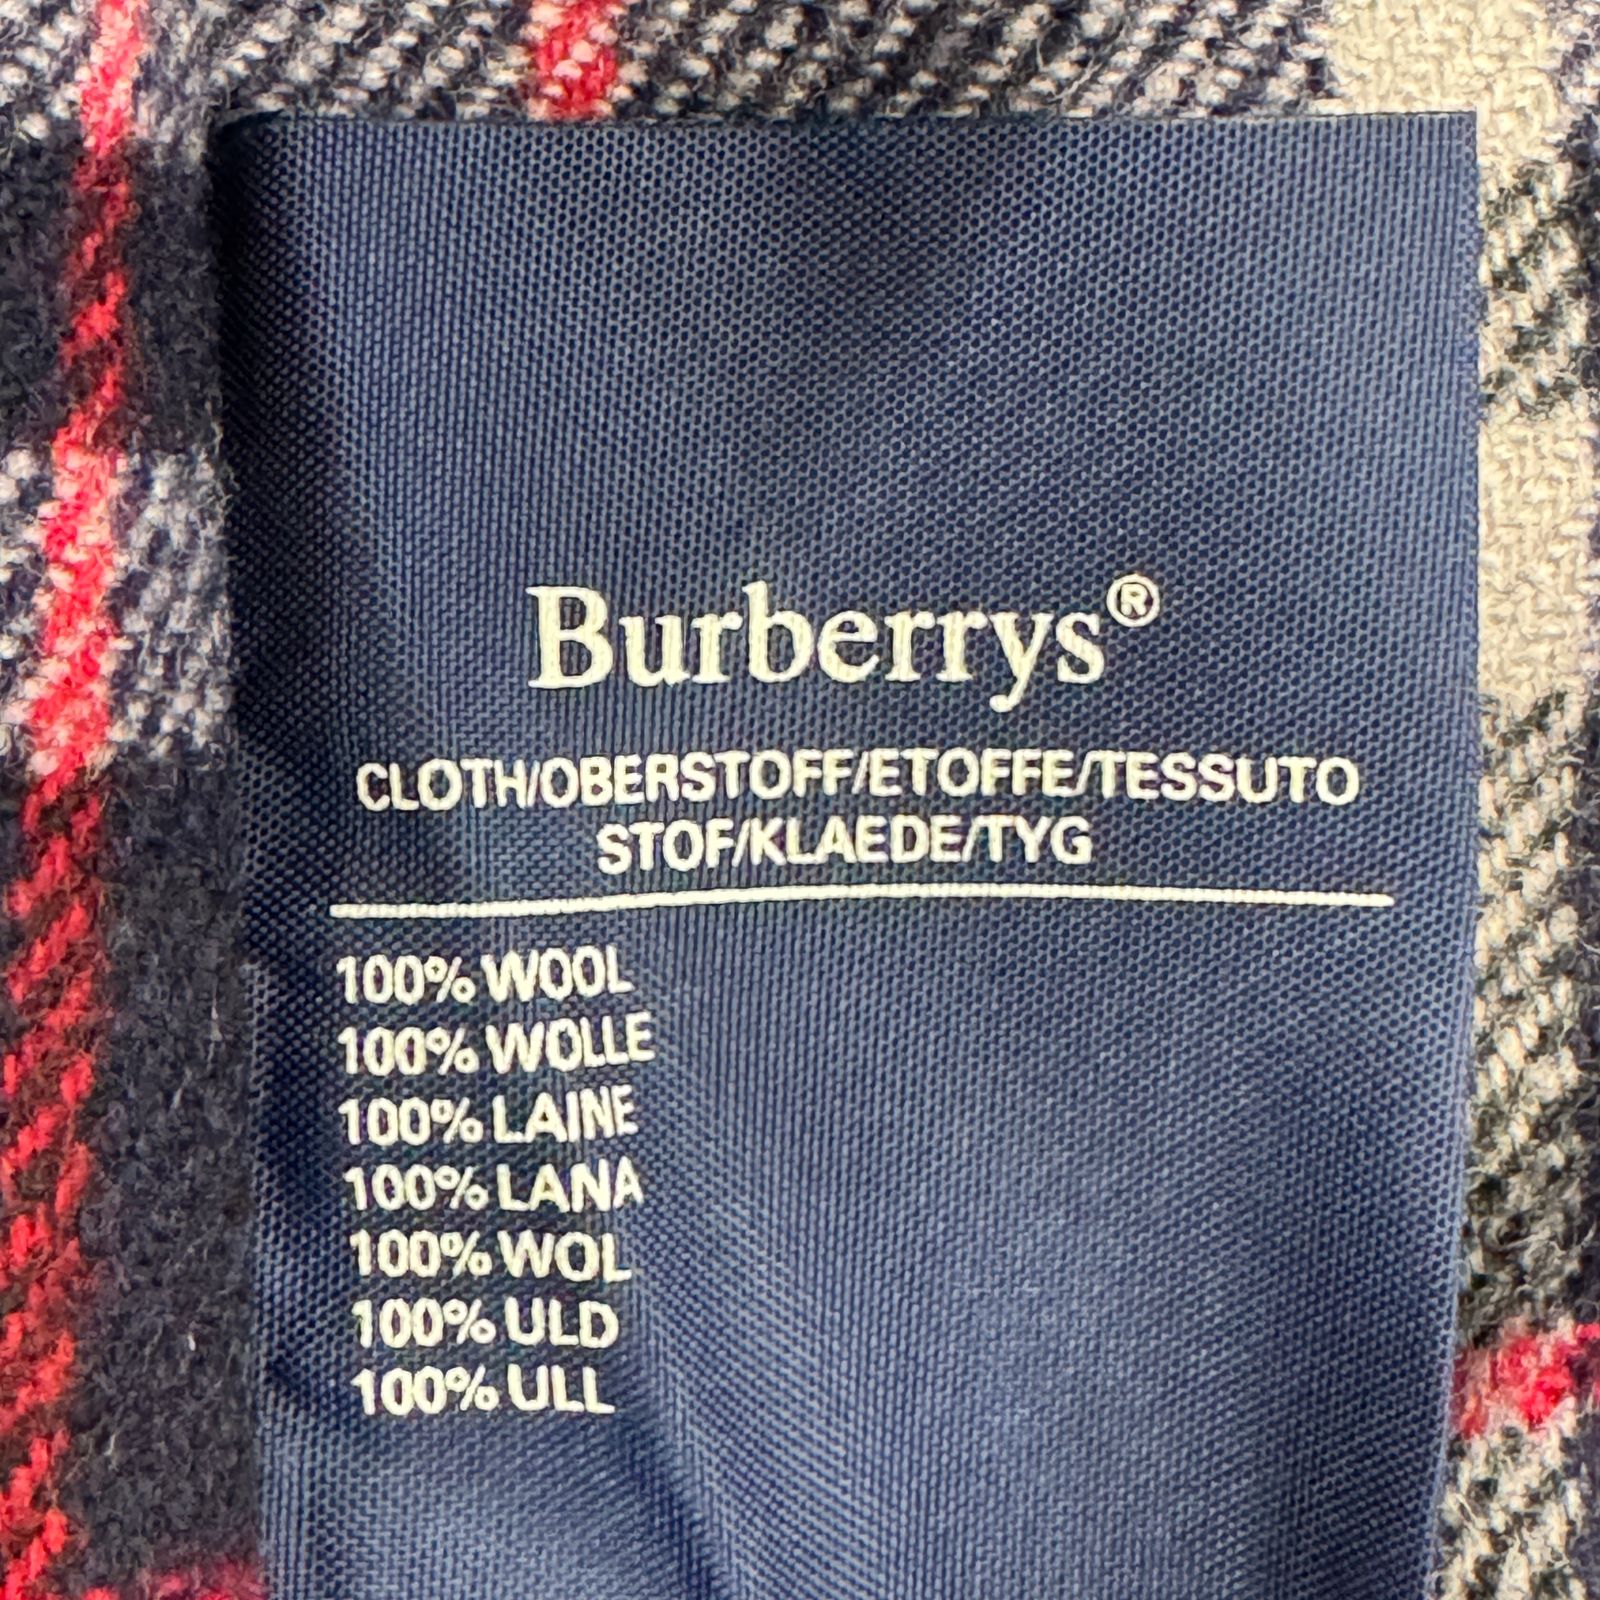 Burberrys®
CLOTH/OBERSTOFF/ETOFFE/TESSUTO
STOF/KLAEDE/TYG
100% WOOL
100% WOLLE
100% LAINE
100% LANA
100% WOL
100% ULD
100% ULL